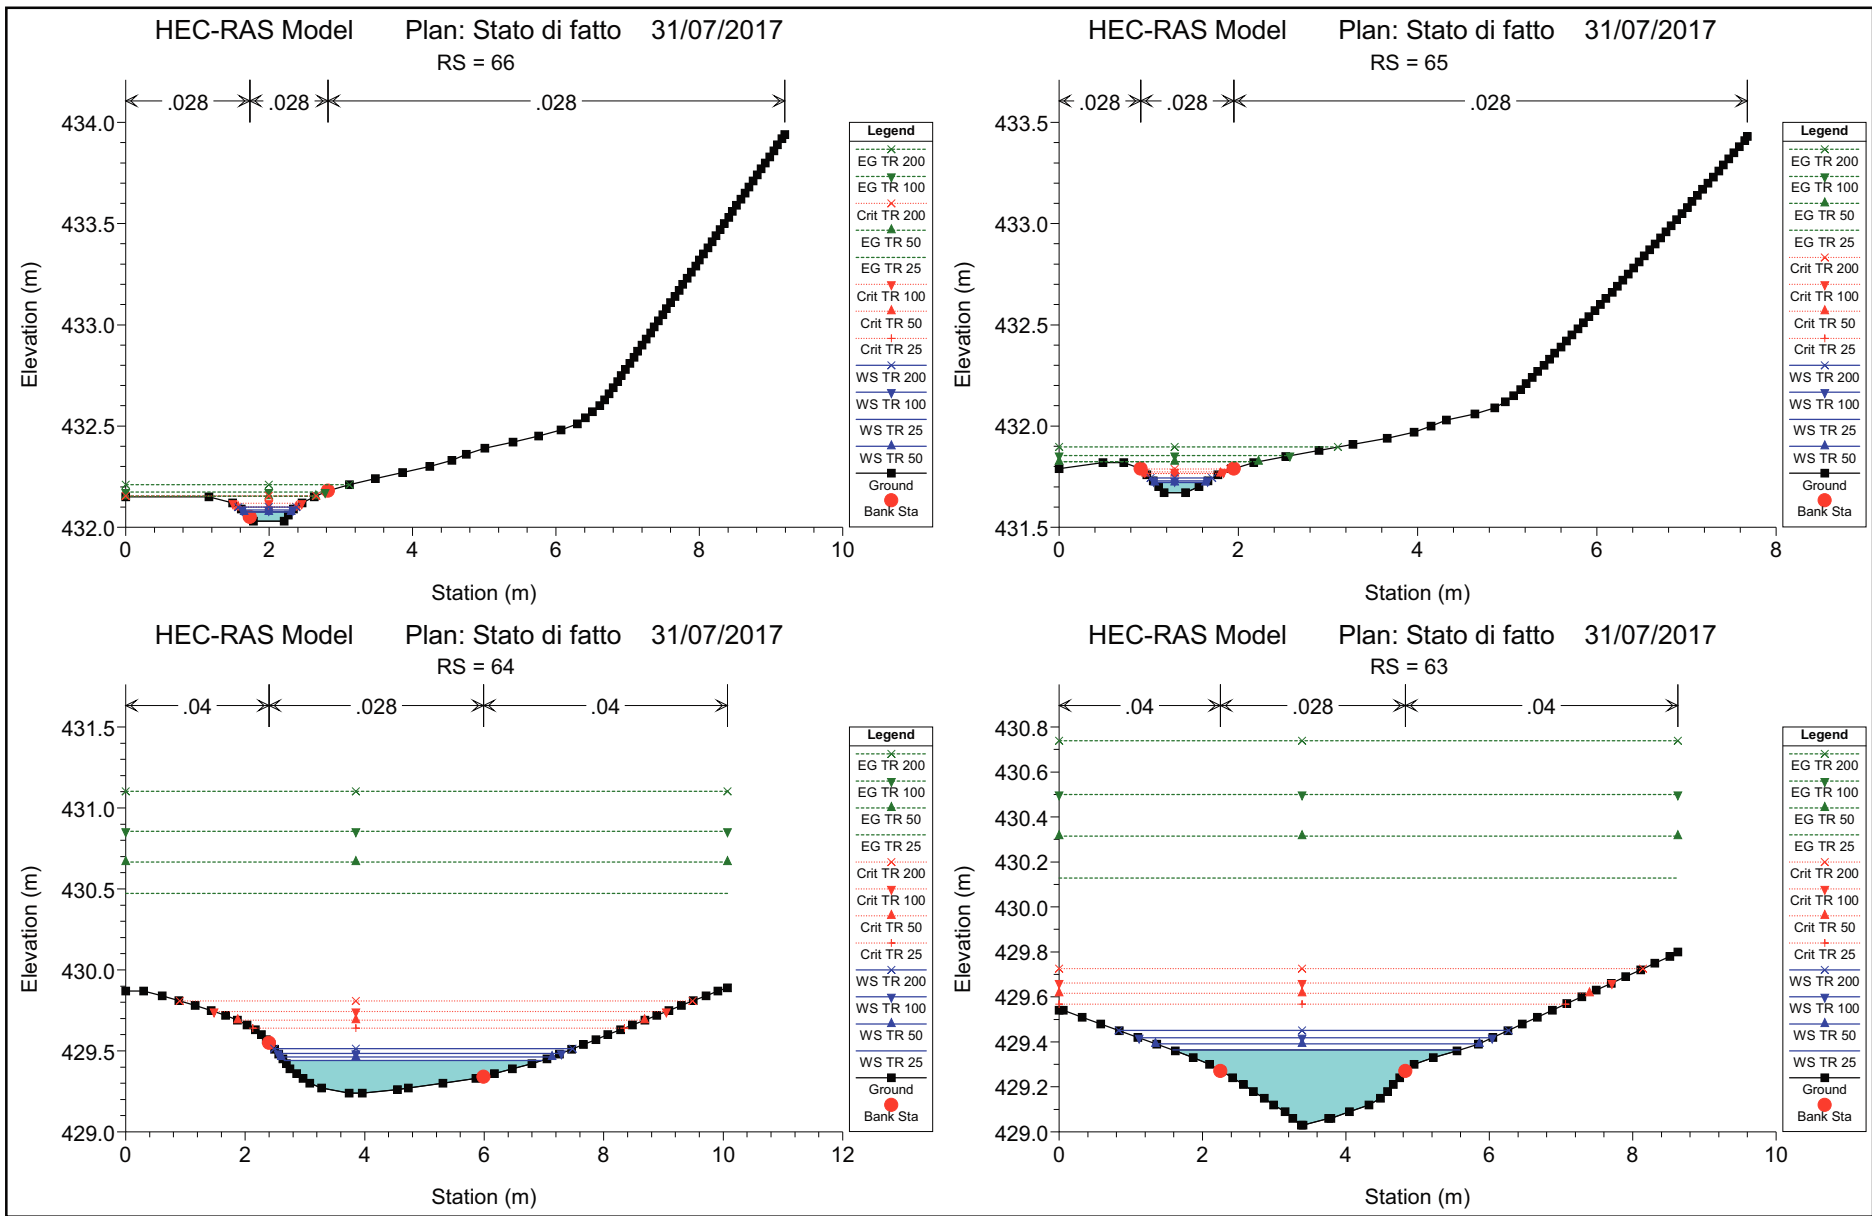 HEC-RAS Model Plan: Stato di fatto 31/07/2017
RS = 66
.028 .028 .028
434.0
433.5
433.0
432.5
432.0
0 2 4 6 8 10
Station (m)
Elevation (m)
Legend
EG TR 200
EG TR 100
Crit TR 200
EG TR 50
EG TR 25
Crit TR 100
Crit TR 50
Crit TR 25
WS TR 200
WS TR 100
WS TR 25
WS TR 50
Ground
Bank Sta
HEC-RAS Model Plan: Stato di fatto 31/07/2017
RS = 65
.028 .028 .028
433.5
433.0
432.5
432.0
431.5
0 2 4 6 8
Station (m)
Elevation (m)
Legend
EG TR 200
EG TR 100
EG TR 50
EG TR 25
Crit TR 200
Crit TR 100
Crit TR 50
Crit TR 25
WS TR 200
WS TR 100
WS TR 25
WS TR 50
Ground
Bank Sta
HEC-RAS Model Plan: Stato di fatto 31/07/2017
RS = 64
.04 .028 .04
431.5
431.0
430.5
430.0
429.5
429.0
0 2 4 6 8 10 12
Station (m)
Elevation (m)
Legend
EG TR 200
EG TR 100
EG TR 50
EG TR 25
Crit TR 200
Crit TR 100
Crit TR 50
Crit TR 25
WS TR 200
WS TR 100
WS TR 50
WS TR 25
Ground
Bank Sta
HEC-RAS Model Plan: Stato di fatto 31/07/2017
RS = 63
.04 .028 .04
430.8
430.6
430.4
430.2
430.0
429.8
429.6
429.4
429.2
429.0
0 2 4 6 8 10
Station (m)
Elevation (m)
Legend
EG TR 200
EG TR 100
EG TR 50
EG TR 25
Crit TR 200
Crit TR 100
Crit TR 50
Crit TR 25
WS TR 200
WS TR 100
WS TR 50
WS TR 25
Ground
Bank Sta